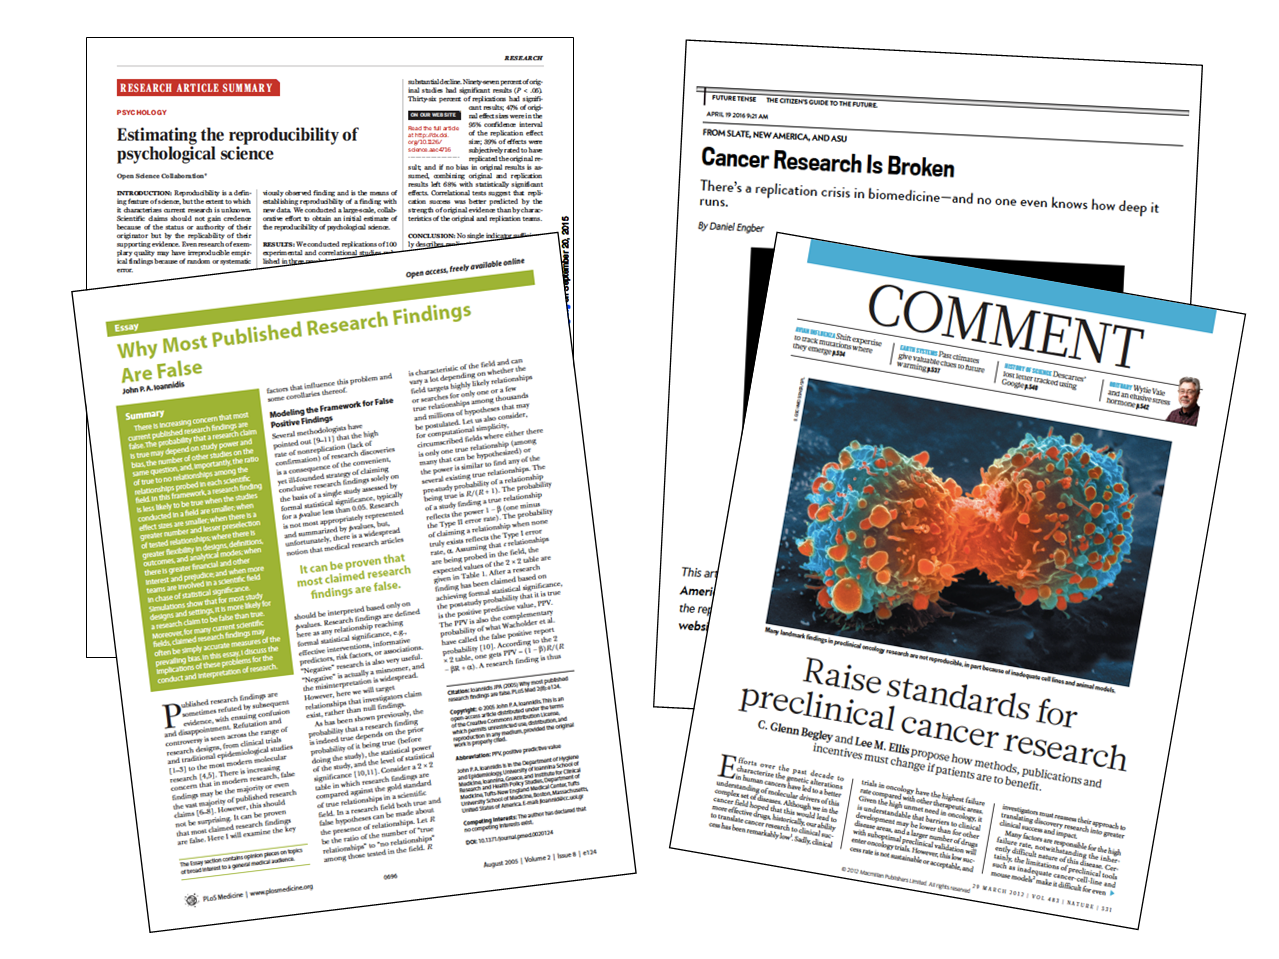 RESEARCH
RESEARCH ARTICLE SUMMARY
PSYCHOLOGY
Estimating the reproducibility of
psychological science
Open Science Collaboration*
INTRODUCTION: Reproducibility is a defin-
ing feature of science, but the extent to which
it characterizes current research is unknown.
Scientific claims should not gain credence
because of the status or authority of their
originator but by the replicability of their
supporting evidence. Even research of exem-
plary quality may have irreproducible empir-
ical findings because of random or systematic
error.
viously observed finding and is the means of
establishing reproducibility of a finding with
new data. We conducted a large-scale, collab-
orative effort to obtain an initial estimate of
the reproducibility of psychological science.
RESULTS: We conducted replications of 100
experimental and correlational studies
lished in three
substantial decline. Ninety-seven percent of orig-
inal studies had significant results (P < .05).
Thirty-six percent of replications had signifi-
cant results; 47% of origi-
nal effect sizes were in the
95% confidence interval
of the replication effect
size; 39% of effects were
subjectively rated to have
replicated the original re-
sult; and if no bias in original results is as-
sumed, combining original and replication
results left 68% with statistically significant
effects. Correlational tests suggest that repli-
cation success was better predicted by the
strength of original evidence than by charac-
teristics of the original and replication teams.
CONCLUSION: No single indicator
ly describes
ON OUR WEBSITE
Read the full article
at http://dx.doi.
org/10.1126/
science.aac4716
September 20, 2015
Open access, freely available online
Essay
Why Most Published Research Findings
Are False
John P. A. Ioannidis
Summary
There is increasing concern that most
current published research findings are
false. The probability that a research claim
is true may depend on study power and
bias, the number of other studies on the
same question, and, importantly, the ratio
of true to no relationships among the
relationships probed in each scientific
field. In this framework, a research finding
is less likely to be true when the studies
conducted in a field are smaller; when
effect sizes are smaller; when there is a
greater number and lesser preselection
of tested relationships; where there is
greater flexibility in designs, definitions,
outcomes, and analytical modes; when
there is greater financial and other
interest and prejudice; and when more
teams are involved in a scientific field
in chase of statistical significance.
Simulations show that for most study
designs and settings, it is more likely for
a research claim to be false than true.
Moreover, for many current scientific
fields, claimed research findings may
often be simply accurate measures of the
prevailing bias. In this essay, I discuss the
implications of these problems for the
conduct and interpretation of research.
Published research findings are
sometimes refuted by subsequent
evidence, with ensuing confusion
and disappointment. Refutation and
controversy is seen across the range of
research designs, from clinical trials
and traditional epidemiological studies
[1–3] to the most modern molecular
research [4,5]. There is increasing
concern that in modern research, false
findings may be the majority or even
the vast majority of published research
claims [6–8]. However, this should
not be surprising. It can be proven
that most claimed research findings
are false. Here I will examine the key
The Essay section contains opinion pieces on topics
of broad interest to a general medical audience.
factors that influence this problem and
some corollaries thereof.
Modeling the Framework for False
Positive Findings
Several methodologists have
pointed out [9–11] that the high
rate of nonreplication (lack of
confirmation) of research discoveries
is a consequence of the convenient,
yet ill-founded strategy of claiming
conclusive research findings solely on
the basis of a single study assessed by
formal statistical significance, typically
for a p-value less than 0.05. Research
is not most appropriately represented
and summarized by p-values, but,
unfortunately, there is a widespread
notion that medical research articles
It can be proven that
most claimed research
findings are false.
should be interpreted based only on
p-values. Research findings are defined
here as any relationship reaching
formal statistical significance, e.g.,
effective interventions, informative
predictors, risk factors, or associations.
"Negative" research is also very useful.
"Negative" is actually a misnomer, and
the misinterpretation is widespread.
However, here we will target
relationships that investigators claim
exist, rather than null findings.
As has been shown previously, the
probability that a research finding
is indeed true depends on the prior
probability of it being true (before
doing the study), the statistical power
of the study, and the level of statistical
significance [10,11]. Consider a 2 × 2
table in which research findings are
compared against the gold standard
of true relationships in a scientific
field. In a research field both true and
false hypotheses can be made about
the presence of relationships. Let R
be the ratio of the number of "true
relationships" to "no relationships"
among those tested in the field. R
is characteristic of the field and can
vary a lot depending on whether the
field targets highly likely relationships
or searches for only one or a few
true relationships among thousands
and millions of hypotheses that may
be postulated. Let us also consider,
for computational simplicity,
circumscribed fields where either there
is only one true relationship (among
many that can be hypothesized) or
the power is similar to find any of the
several existing true relationships. The
pre-study probability of a relationship
being true is R/(R + 1). The probability
of a study finding a true relationship
reflects the power 1 − β (one minus
the Type II error rate). The probability
of claiming a relationship when none
truly exists reflects the Type I error
rate, α. Assuming that c relationships
are being probed in the field, the
expected values of the 2 × 2 table are
given in Table 1. After a research
finding has been claimed based on
achieving formal statistical significance,
the post-study probability that it is true
is the positive predictive value, PPV.
The PPV is also the complementary
probability of what Wacholder et al.
have called the false positive report
probability [10]. According to the 2
× 2 table, one gets PPV = (1 − β)R/(R
− βR + α). A research finding is thus
Citation: Ioannidis JPA (2005) Why most published
research findings are false. PLoS Med 2(8): e124.
Copyright: © 2005 John P. A. Ioannidis. This is an
open-access article distributed under the terms
of the Creative Commons Attribution License,
which permits unrestricted use, distribution, and
reproduction in any medium, provided the original
work is properly cited.
Abbreviation: PPV, positive predictive value
John P. A. Ioannidis is in the Department of Hygiene
and Epidemiology, University of Ioannina School of
Medicine, Ioannina, Greece, and Institute for Clinical
Research and Health Policy Studies, Department of
Medicine, Tufts-New England Medical Center, Tufts
University School of Medicine, Boston, Massachusetts,
United States of America. E-mail: jioannid@cc.uoi.gr
Competing Interests: The author has declared that
no competing interests exist.
DOI: 10.1371/journal.pmed.0020124
PLoS Medicine | www.plosmedicine.org
0696
August 2005 | Volume 2 | Issue 8 | e124
FUTURE TENSE THE CITIZEN'S GUIDE TO THE FUTURE.
APRIL 19 2016 9:21 AM
FROM SLATE, NEW AMERICA, AND ASU
Cancer Research Is Broken
There's a replication crisis in biomedicine—and no one even knows how deep it
runs.
By Daniel Engber
This art
Ameri
the rep
websi
COMMENT
AVIAN INFLUENZA Shift expertise
to track mutations where
they emerge p.534
EARTH SYSTEMS Past climates
give valuable clues to future
warming p.537
HISTORY OF SCIENCE Descartes'
lost letter tracked using
Google p.540
OBITUARY Wylie Vale
and an elusive stress
hormone p.542
Many landmark findings in preclinical oncology research are not reproducible, in part because of inadequate cell lines and animal models.
Raise standards for
preclinical cancer research
C. Glenn Begley and Lee M. Ellis propose how methods, publications and
incentives must change if patients are to benefit.
Efforts over the past decade to
characterize the genetic alterations
in human cancers have led to a better
understanding of molecular drivers of this
complex set of diseases. Although we in the
cancer field hoped that this would lead to
more effective drugs, historically, our ability
to translate cancer research to clinical suc-
cess has been remarkably low1. Sadly, clinical
trials in oncology have the highest failure
rate compared with other therapeutic areas.
Given the high unmet need in oncology, it
is understandable that barriers to clinical
development may be lower than for other
disease areas, and a larger number of drugs
with suboptimal preclinical validation will
enter oncology trials. However, this low suc-
cess rate is not sustainable or acceptable, and
investigators must reassess their approach to
translating discovery research into greater
clinical success and impact.
Many factors are responsible for the high
failure rate, notwithstanding the inher-
ently difficult nature of this disease. Cer-
tainly, the limitations of preclinical tools
such as inadequate cancer-cell-line and
mouse models2 make it difficult for even
© 2012 Macmillan Publishers Limited. All rights reserved
29 MARCH 2012 | VOL 483 | NATURE | 531